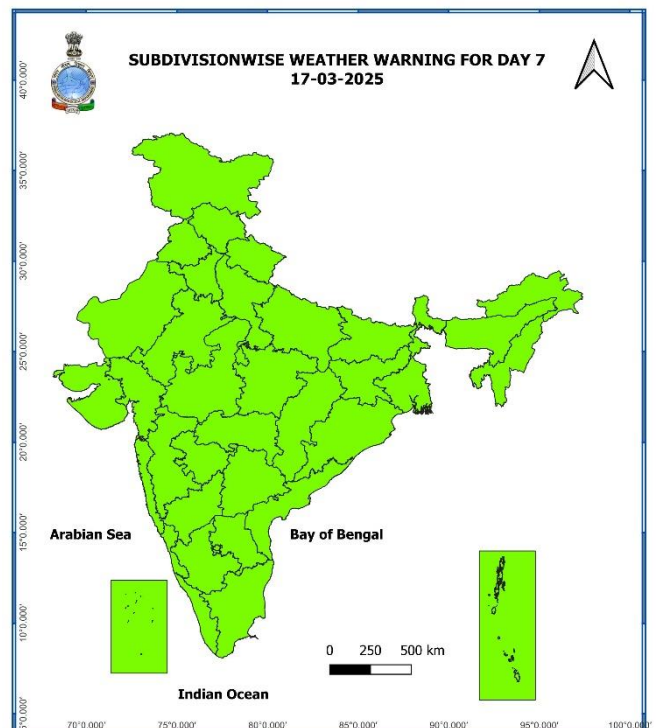 SUBDIVISIONWISE WEATHER WARNING FOR DAY 7
17-03-2025
40°0.000'
35°0.000'
30°0.000'
25°0.000'
20°0.000'
15°0.000'
10°0.000'
5°0.000'
Arabian Sea
Bay of Bengal
0 250 500 km
Indian Ocean
70°0.000' 75°0.000' 80°0.000' 85°0.000' 90°0.000' 95°0.000' 100°0.000'